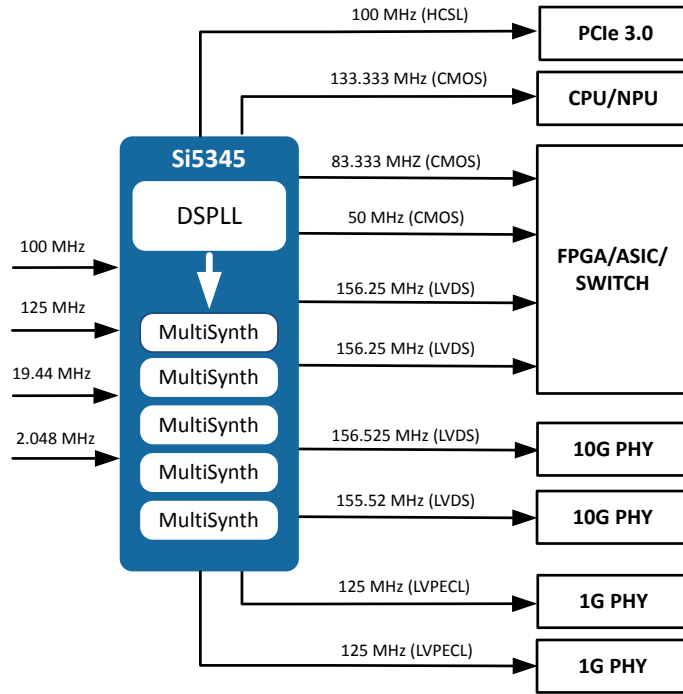 100 MHz (HCSL)
PCIe 3.0
133.333 MHz (CMOS)
CPU/NPU
Si5345
DSPLL
MultiSynth
MultiSynth
MultiSynth
MultiSynth
MultiSynth
100 MHz
125 MHz
19.44 MHz
2.048 MHz
83.333 MHZ (CMOS)
50 MHz (CMOS)
156.25 MHz (LVDS)
156.25 MHz (LVDS)
FPGA/ASIC/
SWITCH
156.525 MHz (LVDS)
10G PHY
155.52 MHz (LVDS)
10G PHY
125 MHz (LVPECL)
1G PHY
125 MHz (LVPECL)
1G PHY